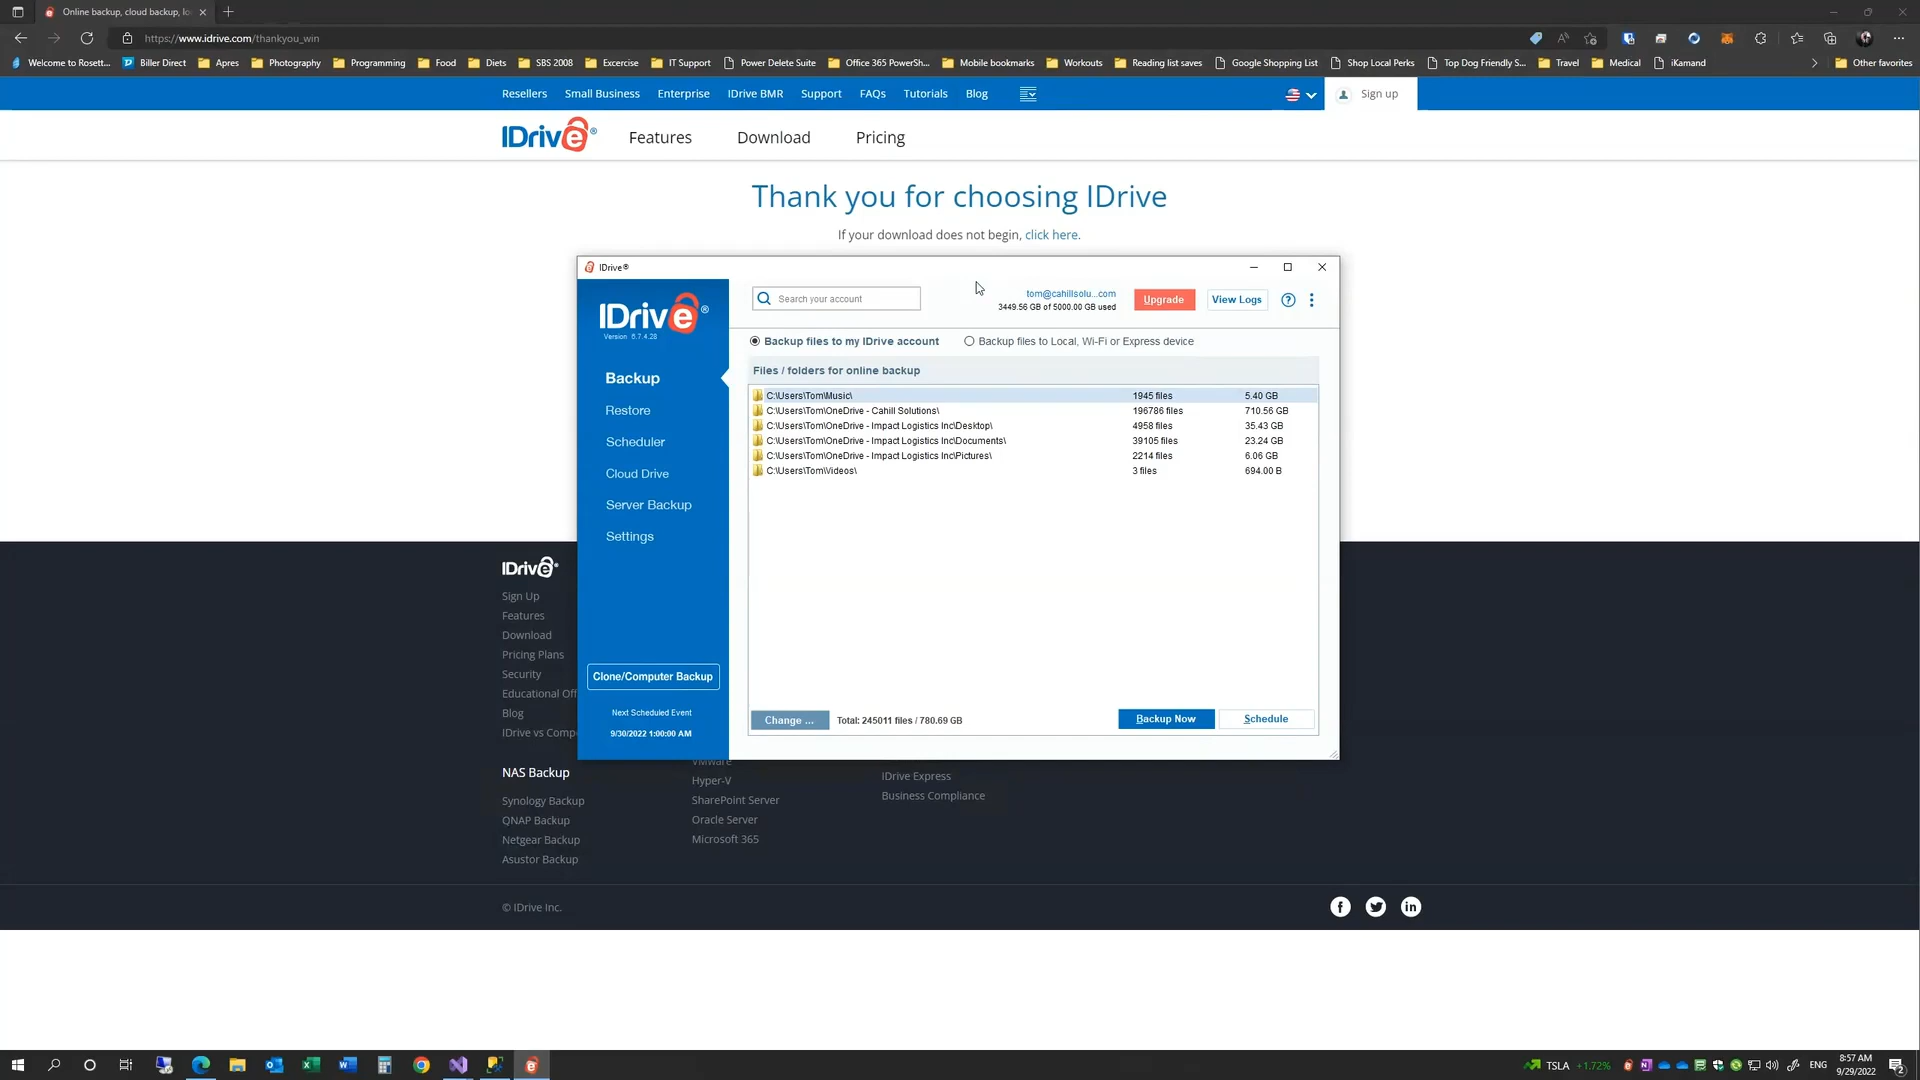 Online backup, cloud backup, lo
https://www.idrive.com/thankyou_win
Welcome to Rosett... Biller Direct Apres Photography Programming Food Diets SBS 2008 Excercise IT Support Power Delete Suite Office 365 PowerSh... Mobile bookmarks Workouts Reading list saves Google Shopping List Shop Local Perks Top Dog Friendly S... Travel Medical iKamand Other favorites
Resellers Small Business Enterprise IDrive BMR Support FAQs Tutorials Blog Sign up
IDrive® Features Download Pricing
Thank you for choosing IDrive
If your download does not begin, click here.
IDrive®
IDrive®
Version 6.7.4.28
Search your account
tom@cahillsolu...com
3449.56 GB of 5000.00 GB used
Upgrade View Logs
Backup files to my IDrive account Backup files to Local, Wi-Fi or Express device
Files / folders for online backup
C:\Users\Tom\Music\ 1945 files 5.40 GB
C:\Users\Tom\OneDrive - Cahill Solutions\ 196786 files 710.56 GB
C:\Users\Tom\OneDrive - Impact Logistics Inc\Desktop\ 4958 files 35.43 GB
C:\Users\Tom\OneDrive - Impact Logistics Inc\Documents\ 39105 files 23.24 GB
C:\Users\Tom\OneDrive - Impact Logistics Inc\Pictures\ 2214 files 6.06 GB
C:\Users\Tom\Videos\ 3 files 694.00 B
Backup
Restore
Scheduler
Cloud Drive
Server Backup
Settings
Clone/Computer Backup
Next Scheduled Event
9/30/2022 1:00:00 AM
Change ... Total: 245011 files / 780.69 GB Backup Now Schedule
IDrive®
Sign Up
Features
Download
Pricing Plans
Security
Educational Off
Blog
IDrive vs Compe
NAS Backup
Synology Backup
QNAP Backup
Netgear Backup
Asustor Backup
VMware
Hyper-V
SharePoint Server
Oracle Server
Microsoft 365
IDrive Express
Business Compliance
© IDrive Inc.
TSLA +1.72% ENG 8:57 AM
9/29/2022
2